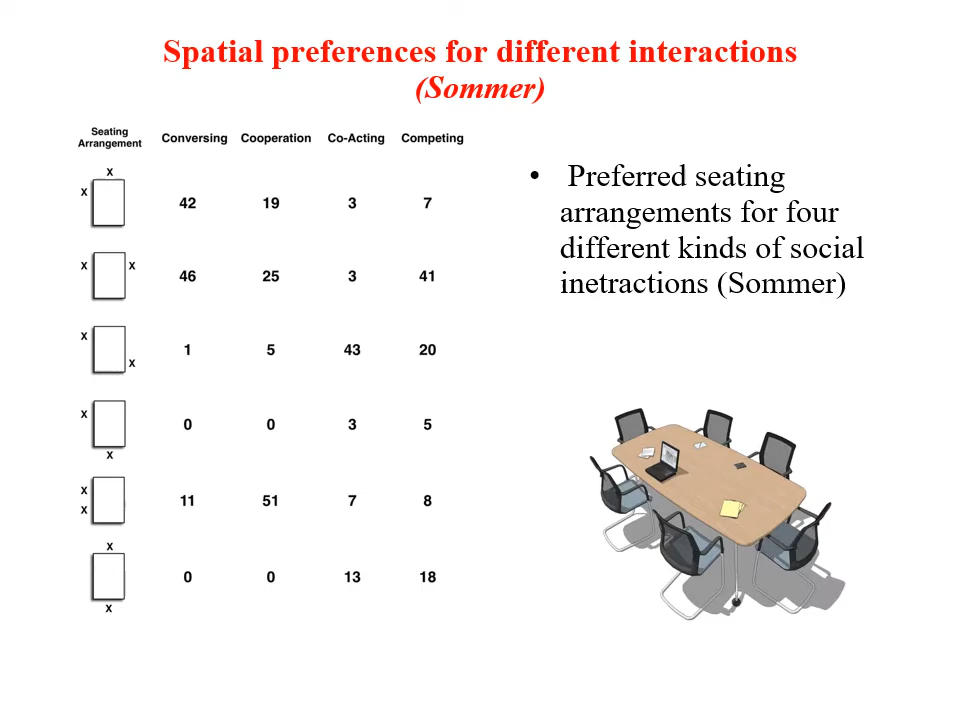 Spatial preferences for different interactions
(Sommer)
Seating
Arrangement Conversing Cooperation Co-Acting Competing
X
X
42 19 3 7
X X
46 25 3 41
X
1 5 43 20
X
X
0 0 3 5
X
X
11 51 7 8
X
X
0 0 13 18
X
• Preferred seating
arrangements for four
different kinds of social
inetractions (Sommer)